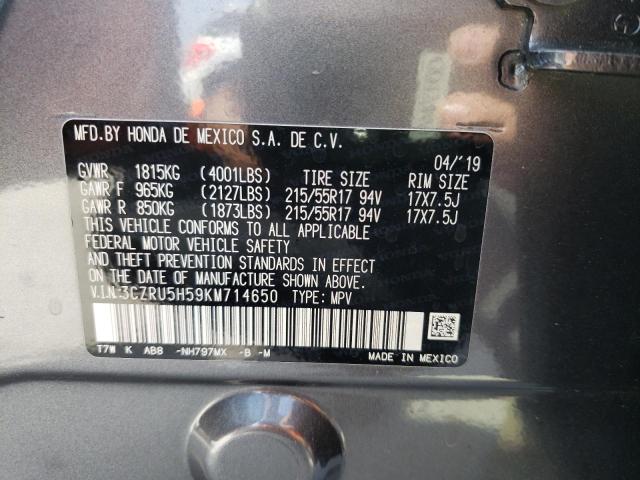 MFD.BY HONDA DE MEXICO S.A. DE C.V.
04/'19
GVWR 1815KG (4001LBS) TIRE SIZE RIM SIZE
GAWR F 965KG (2127LBS) 215/55R17 94V 17X7.5J
GAWR R 850KG (1873LBS) 215/55R17 94V 17X7.5J
THIS VEHICLE CONFORMS TO ALL APPLICABLE
FEDERAL MOTOR VEHICLE SAFETY
AND THEFT PREVENTION STANDARDS IN EFFECT
ON THE DATE OF MANUFACTURE SHOWN ABOVE.
V.I.N:3CZRU5H59KM714650 TYPE: MPV
T7W K ABB -NH797MX -B -M
MADE IN MEXICO